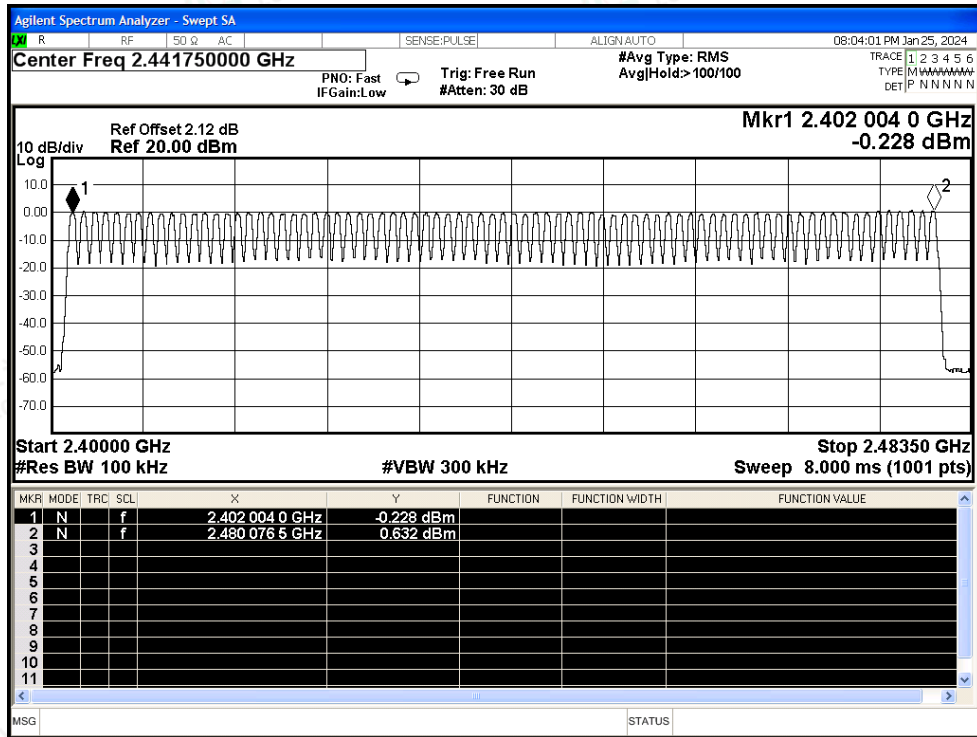 Agilent Spectrum Analyzer - Swept SA
LXI R RF 50 Ω AC SENSE:PULSE ALIGN AUTO 08:04:01 PM Jan 25, 2024
Center Freq 2.441750000 GHz
PNO: Fast
IFGain:Low
Trig: Free Run
#Atten: 30 dB
#Avg Type: RMS
Avg|Hold:>100/100
TRACE 1 2 3 4 5 6
TYPE M
DET P N N N N N
Ref Offset 2.12 dB
10 dB/div Ref 20.00 dBm
Log
Mkr1 2.402 004 0 GHz
-0.228 dBm
10.0
0.00
-10.0
-20.0
-30.0
-40.0
-50.0
-60.0
-70.0
1
2
Start 2.40000 GHz Stop 2.48350 GHz
#Res BW 100 kHz #VBW 300 kHz Sweep 8.000 ms (1001 pts)
MKR MODE TRC SCL X Y FUNCTION FUNCTION WIDTH FUNCTION VALUE
1 N f 2.402 004 0 GHz -0.228 dBm
2 N f 2.480 076 5 GHz 0.632 dBm
3
4
5
6
7
8
9
10
11
MSG STATUS